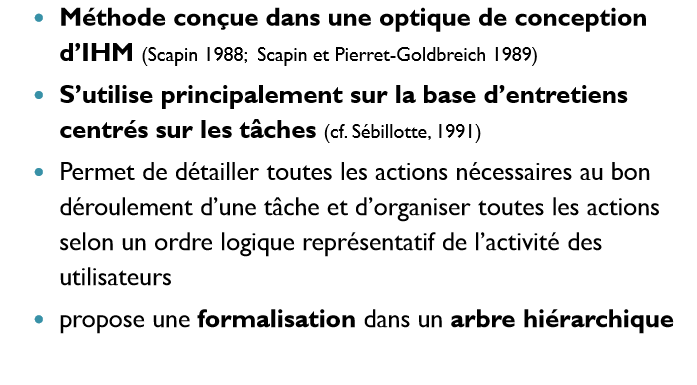 • Méthode conçue dans une optique de conception
d’IHM (Scapin 1988; Scapin et Pierret-Goldbreich 1989)
• S’utilise principalement sur la base d’entretiens
centrés sur les tâches (cf. Sébillotte, 1991)
• Permet de détailler toutes les actions nécessaires au bon
déroulement d’une tâche et d’organiser toutes les actions
selon un ordre logique représentatif de l’activité des
utilisateurs
• propose une formalisation dans un arbre hiérarchique